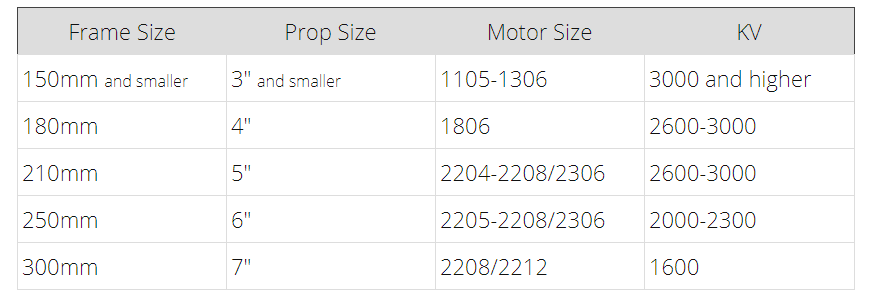 Frame Size Prop Size Motor Size KV
150mm and smaller 3" and smaller 1105-1306 3000 and higher
180mm 4" 1806 2600-3000
210mm 5" 2204-2208/2306 2600-3000
250mm 6" 2205-2208/2306 2000-2300
300mm 7" 2208/2212 1600